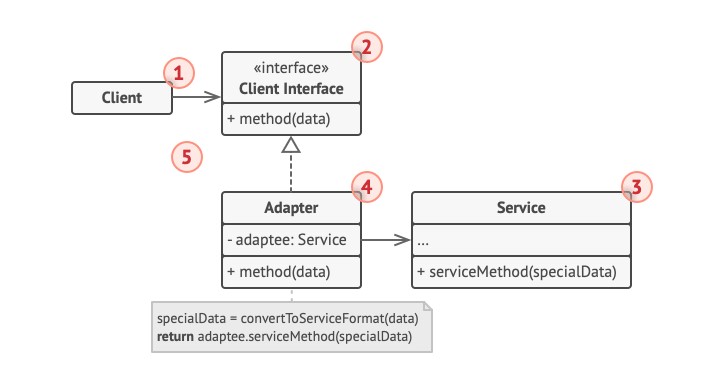 1
2
«interface»
Client
Client Interface
+ method(data)
5
4
3
Adapter
Service
- adaptee: Service
...
+ method(data)
+ serviceMethod(specialData)
specialData = convertToServiceFormat(data)
return adaptee.serviceMethod(specialData)